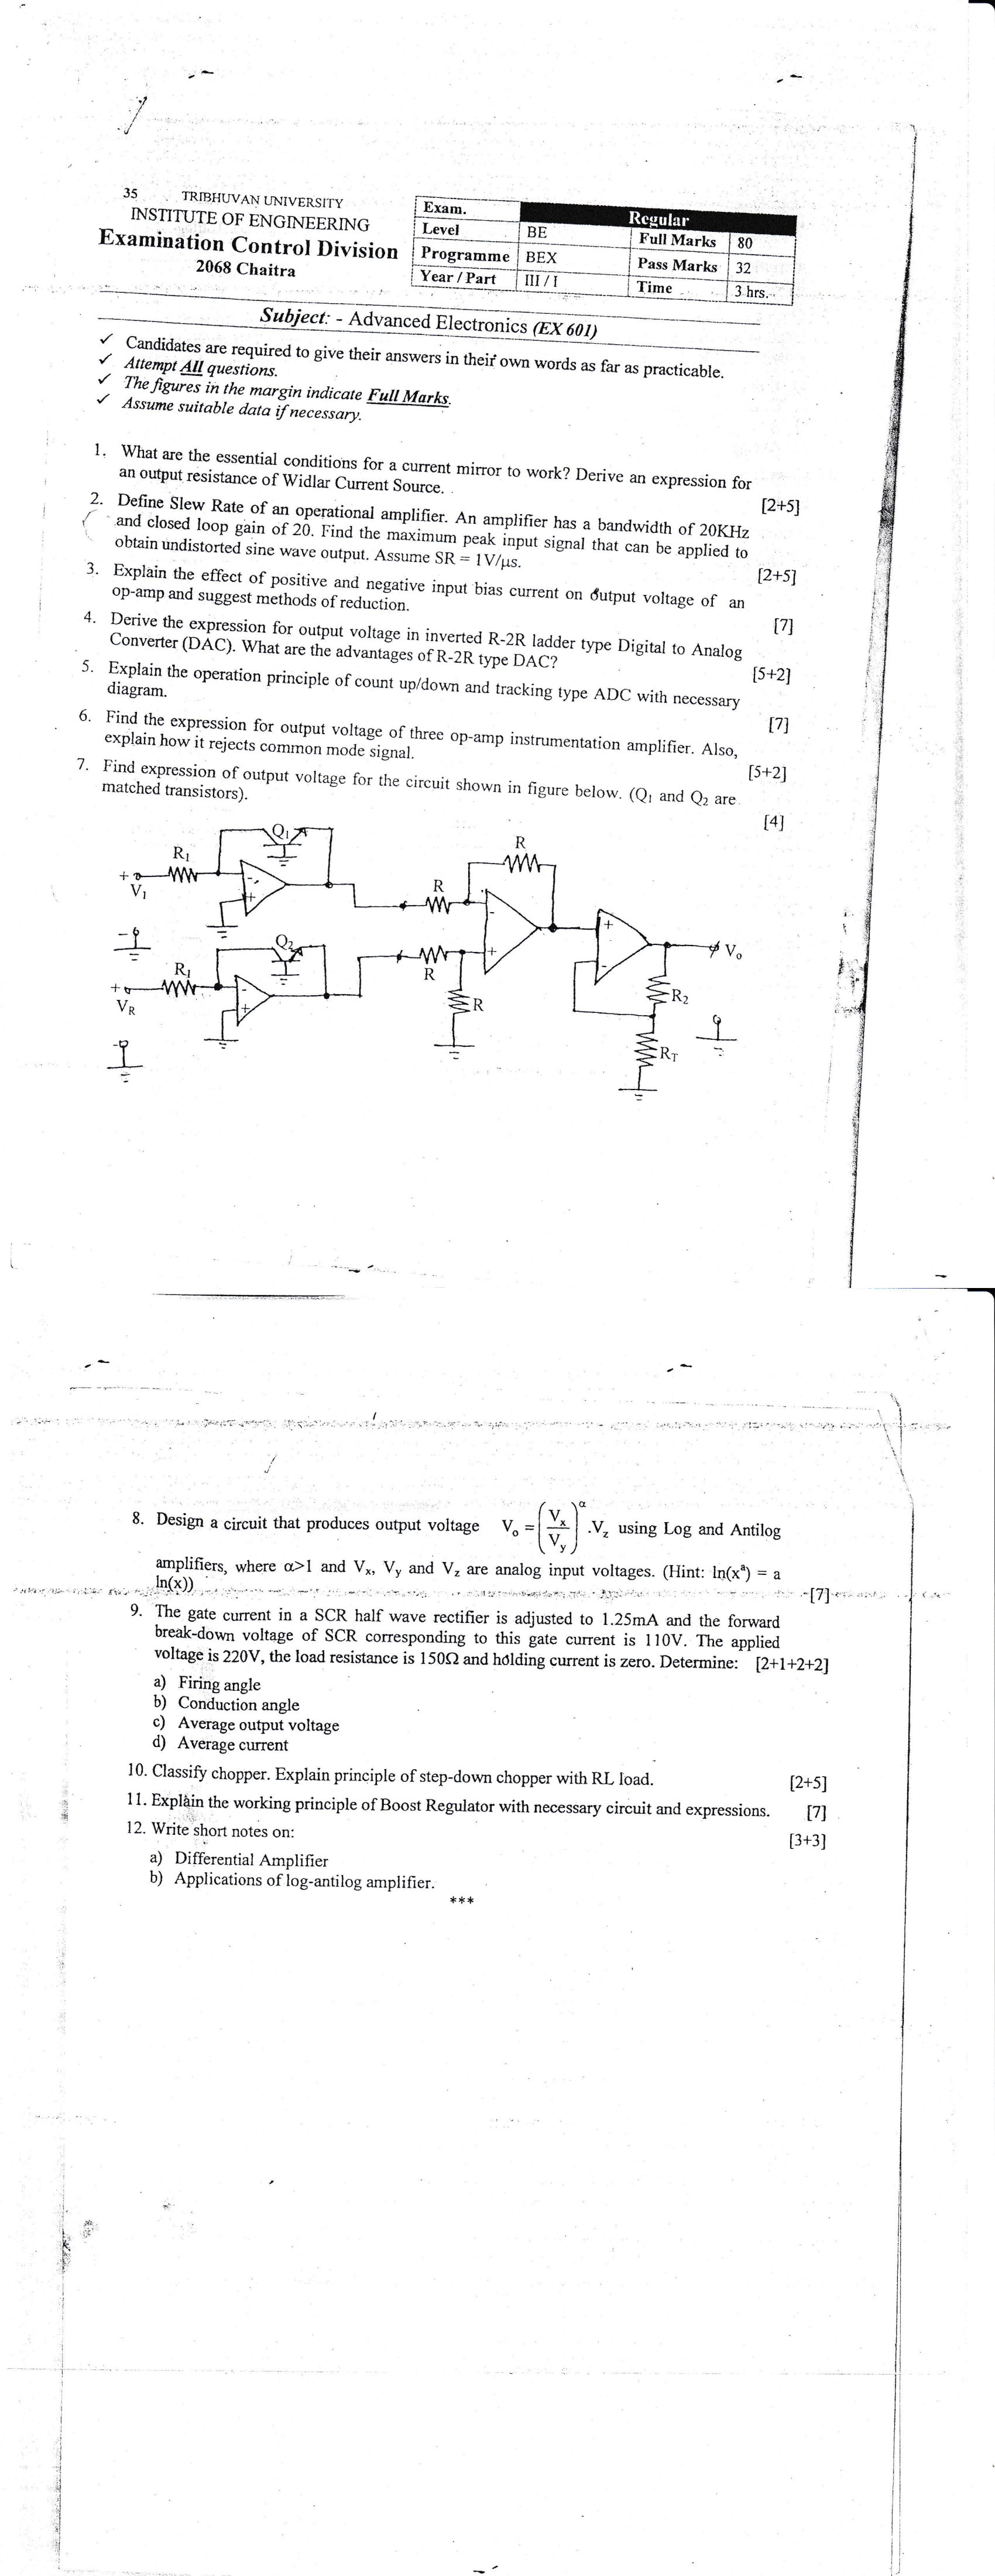 35 TRIBHUVAN UNIVERSITY
INSTITUTE OF ENGINEERING
Examination Control Division
2068 Chaitra
Exam. Regular
Level BE Full Marks 80
Programme BEX Pass Marks 32
Year / Part III / I Time 3 hrs.
Subject: - Advanced Electronics (EX 601)
✓ Candidates are required to give their answers in their own words as far as practicable.
✓ Attempt All questions.
✓ The figures in the margin indicate Full Marks.
✓ Assume suitable data if necessary.
1. What are the essential conditions for a current mirror to work? Derive an expression for
an output resistance of Widlar Current Source. [2+5]
2. Define Slew Rate of an operational amplifier. An amplifier has a bandwidth of 20KHz
and closed loop gain of 20. Find the maximum peak input signal that can be applied to
obtain undistorted sine wave output. Assume SR = 1V/μs. [2+5]
3. Explain the effect of positive and negative input bias current on output voltage of an
op-amp and suggest methods of reduction. [7]
4. Derive the expression for output voltage in inverted R-2R ladder type Digital to Analog
Converter (DAC). What are the advantages of R-2R type DAC? [5+2]
5. Explain the operation principle of count up/down and tracking type ADC with necessary
diagram. [7]
6. Find the expression for output voltage of three op-amp instrumentation amplifier. Also,
explain how it rejects common mode signal. [5+2]
7. Find expression of output voltage for the circuit shown in figure below. (Q₁ and Q₂ are
matched transistors). [4]
Q₁
R
R₁
+ - +
V₁
R
- +
+ -
Vₒ
Q₂
R₁
R
R₂
+ - +
V_R
R
R_T
8. Design a circuit that produces output voltage Vₒ = (Vₓ/V_y)^α .V_z using Log and Antilog
amplifiers, where α>1 and Vₓ, V_y and V_z are analog input voltages. (Hint: ln(xᵃ) = a
ln(x)) [7]
9. The gate current in a SCR half wave rectifier is adjusted to 1.25mA and the forward
break-down voltage of SCR corresponding to this gate current is 110V. The applied
voltage is 220V, the load resistance is 150Ω and holding current is zero. Determine: [2+1+2+2]
a) Firing angle
b) Conduction angle
c) Average output voltage
d) Average current
10. Classify chopper. Explain principle of step-down chopper with RL load. [2+5]
11. Explain the working principle of Boost Regulator with necessary circuit and expressions. [7]
12. Write short notes on: [3+3]
a) Differential Amplifier
b) Applications of log-antilog amplifier.
***